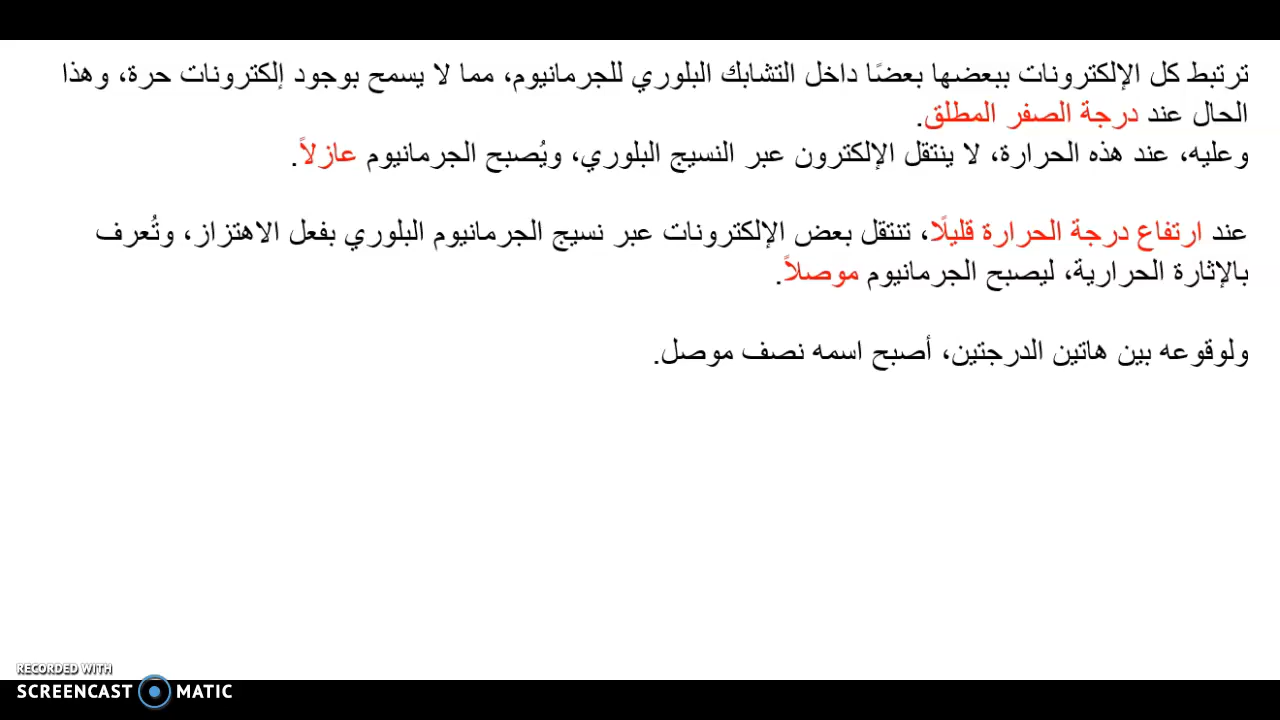 ترتبط كل الإلكترونات ببعضها بعضًا داخل التشابك البلوري للجرمانيوم، مما لا يسمح بوجود إلكترونات حرة، وهذا
الحال عند درجة الصفر المطلق.
وعليه، عند هذه الحرارة، لا ينتقل الإلكترون عبر النسيج البلوري، ويُصبح الجرمانيوم عازلاً.
عند ارتفاع درجة الحرارة قليلًا، تنتقل بعض الإلكترونات عبر نسيج الجرمانيوم البلوري بفعل الاهتزاز، وتُعرف
بالإثارة الحرارية، ليصبح الجرمانيوم موصلاً.
ولوقوعه بين هاتين الدرجتين، أصبح اسمه نصف موصل.
RECORDED WITH
SCREENCAST MATIC